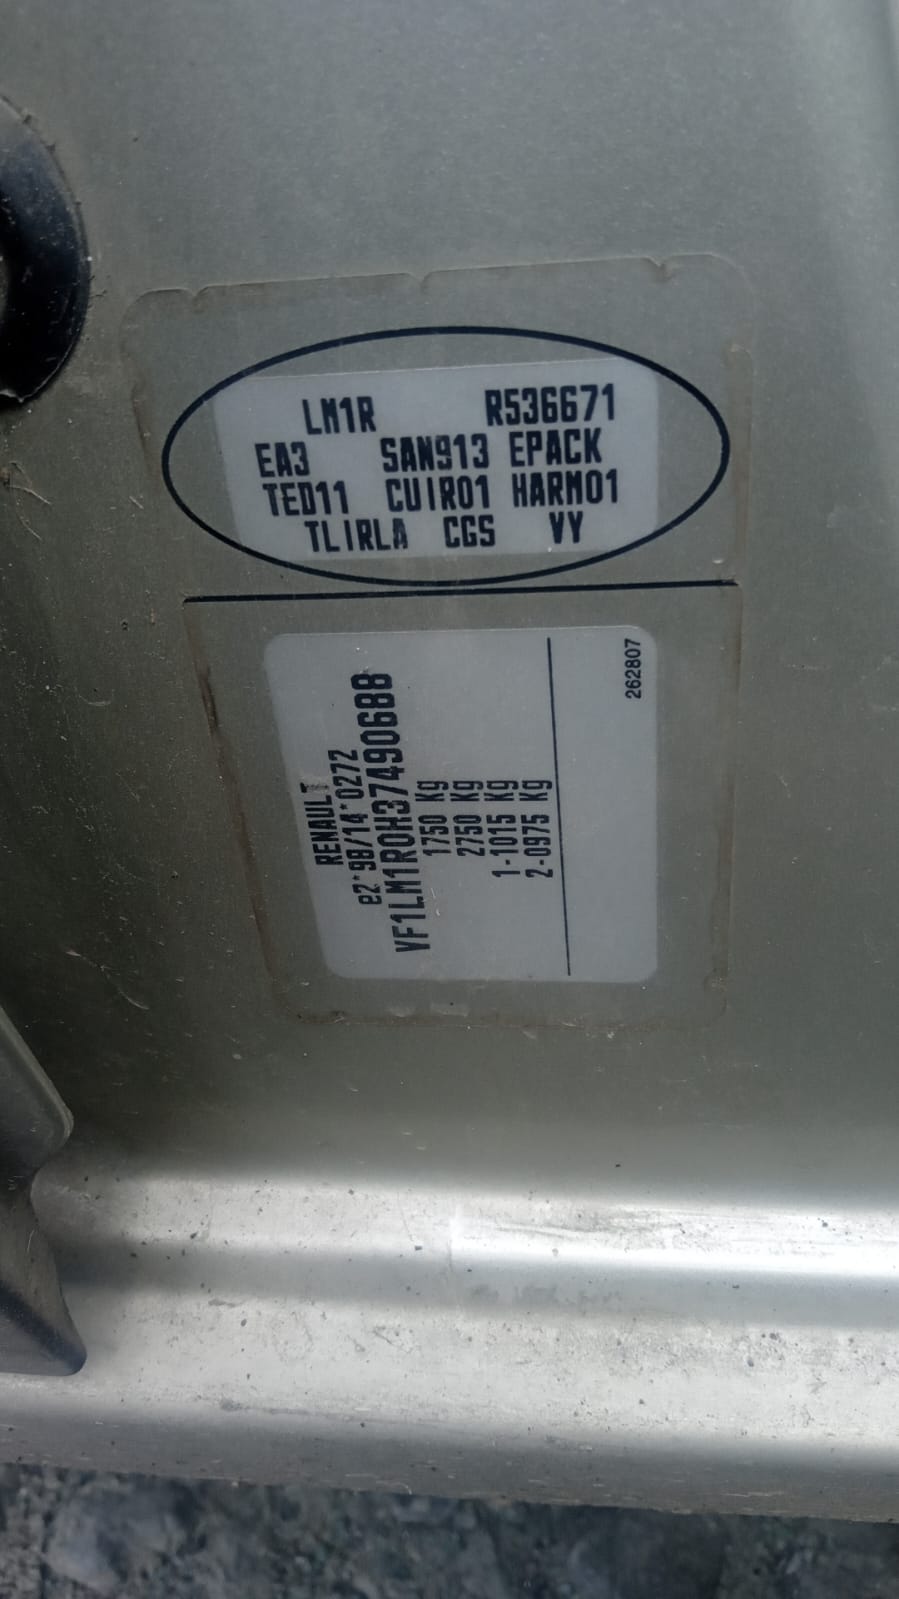 LM1R R536671
EA3 SAN913 EPACK
TED11 CUIR01 HARM01
TLIRLA CGS VY
RENAULT
e2*98/14*0272
VF1LM1R0H37490688
1750 Kg
2750 Kg
1-1015 Kg
2-0975 Kg
262807